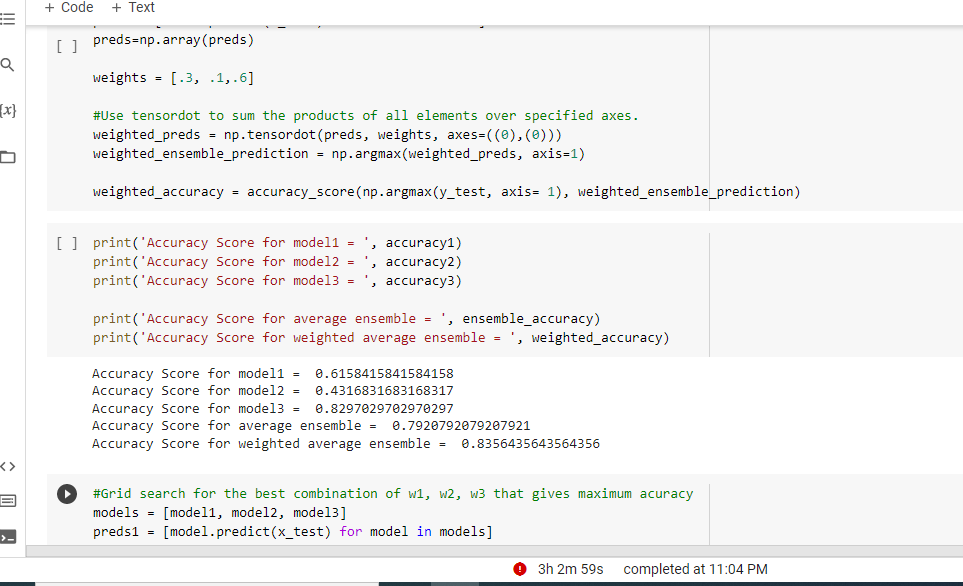 + Code + Text
[ ]
preds=np.array(preds)
weights = [.3, .1,.6]
#Use tensordot to sum the products of all elements over specified axes.
weighted_preds = np.tensordot(preds, weights, axes=((0),(0)))
weighted_ensemble_prediction = np.argmax(weighted_preds, axis=1)
weighted_accuracy = accuracy_score(np.argmax(y_test, axis= 1), weighted_ensemble_prediction)
[ ] print('Accuracy Score for model1 = ', accuracy1)
print('Accuracy Score for model2 = ', accuracy2)
print('Accuracy Score for model3 = ', accuracy3)
print('Accuracy Score for average ensemble = ', ensemble_accuracy)
print('Accuracy Score for weighted average ensemble = ', weighted_accuracy)
Accuracy Score for model1 =  0.6158415841584158
Accuracy Score for model2 =  0.4316831683168317
Accuracy Score for model3 =  0.8297029702970297
Accuracy Score for average ensemble =  0.7920792079207921
Accuracy Score for weighted average ensemble =  0.8356435643564356
#Grid search for the best combination of w1, w2, w3 that gives maximum acuracy
models = [model1, model2, model3]
preds1 = [model.predict(x_test) for model in models]
3h 2m 59s completed at 11:04 PM